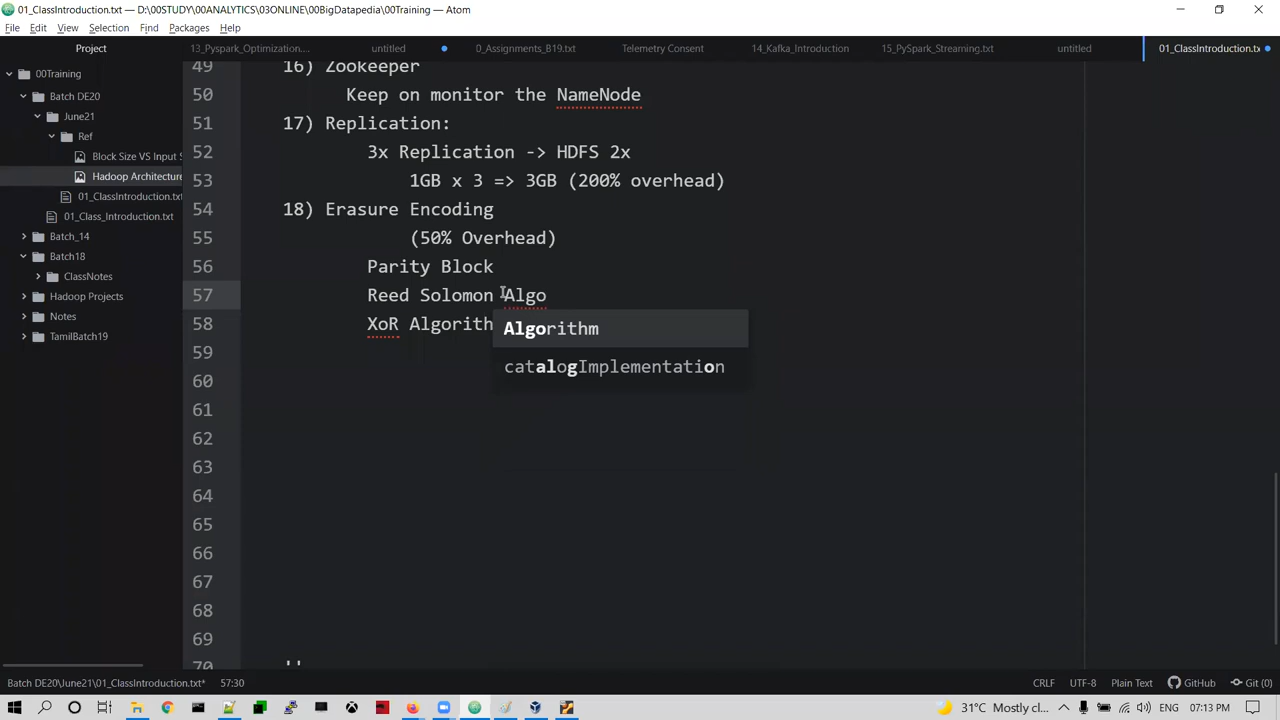 01_ClassIntroduction.txt — D:\00STUDY\00ANALYTICS\03ONLINE\00BigDatapedia\00Training — Atom
File Edit View Selection Find Packages Help
Project
13_Pyspark_Optimization.... untitled 0_Assignments_B19.txt Telemetry Consent 14_Kafka_Introduction 15_PySpark_Streaming.txt untitled 01_ClassIntroduction.tx
00Training
Batch DE20
June21
Ref
Block Size VS Input S
Hadoop Architecture
01_ClassIntroduction.txt
01_Class_Introduction.txt
Batch_14
Batch18
ClassNotes
Hadoop Projects
Notes
TamilBatch19
49 16) Zookeeper
50 Keep on monitor the NameNode
51 17) Replication:
52 3x Replication -> HDFS 2x
53 1GB x 3 => 3GB (200% overhead)
54 18) Erasure Encoding
55 (50% Overhead)
56 Parity Block
57 Reed Solomon Algo
58 XoR Algorith
Algorithm
catalogImplementation
59
60
61
62
63
64
65
66
67
68
69
70 ''
Batch DE20\June21\01_ClassIntroduction.txt* 57:30 CRLF UTF-8 Plain Text GitHub Git (0)
31°C Mostly cl... ENG 07:13 PM